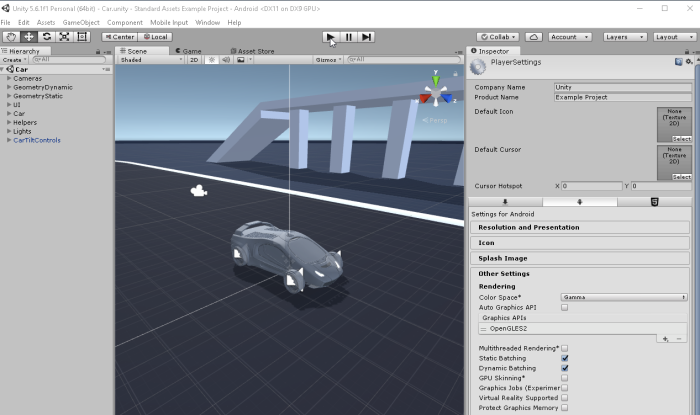 Unity 5.6.1f1 Personal (64bit) - Car.unity - Standard Assets Example Project - Android <DX11 on DX9 GPU>
File Edit Assets GameObject Component Mobile Input Window Help
Center Local Collab Account Layers Layout
Hierarchy
Create All
Car
Cameras
GeometryDynamic
GeometryStatic
UI
Car
Helpers
Lights
CarTiltControls
Scene Game Asset Store
Shaded 2D Gizmos All
y
x z
Persp
Inspector
PlayerSettings
Company Name Unity
Product Name Example Project
Default Icon None (Texture 2D) Select
Default Cursor None (Texture 2D) Select
Cursor Hotspot X 0 Y 0
Settings for Android
Resolution and Presentation
Icon
Splash Image
Other Settings
Rendering
Color Space* Gamma
Auto Graphics API
Graphics APIs
OpenGLES2
Multithreaded Rendering*
Static Batching
Dynamic Batching
GPU Skinning*
Graphics Jobs (Experimer
Virtual Reality Supported
Protect Graphics Memory